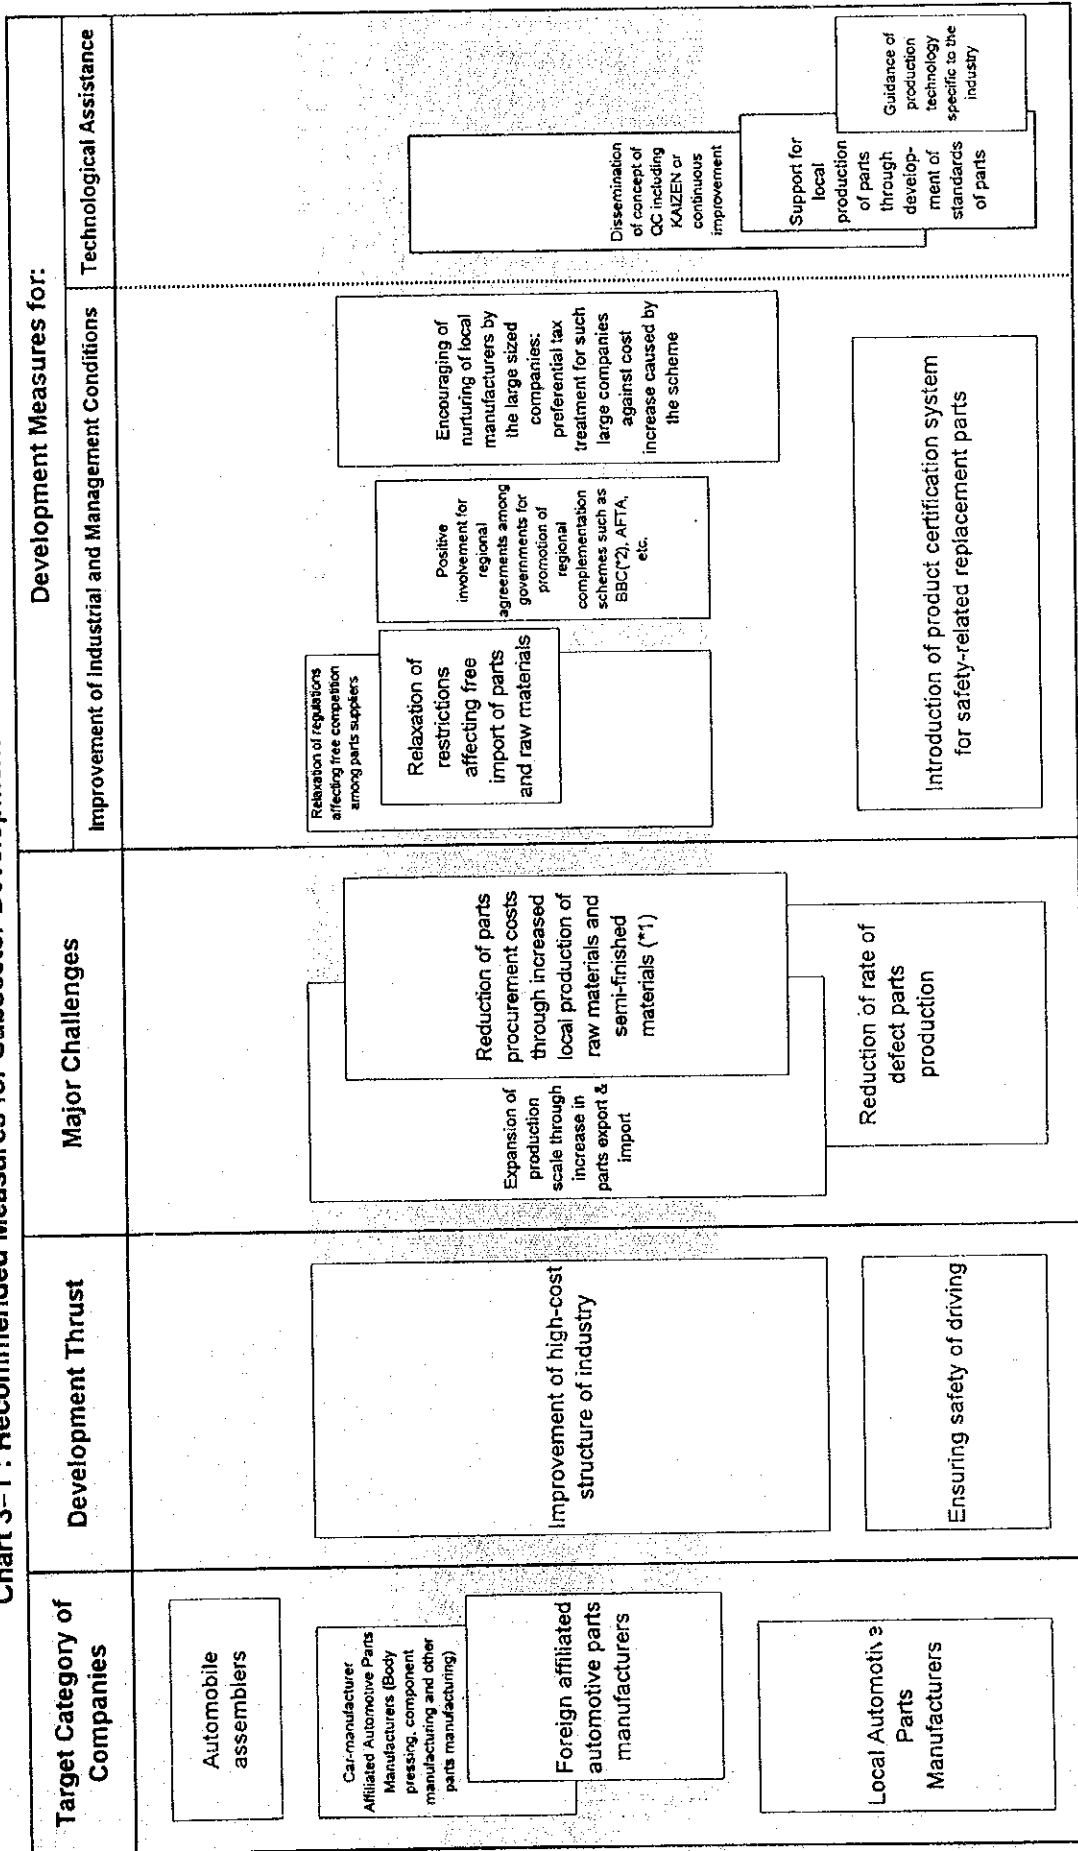 Chart 3-1 : Recommended Measures for Subsector Development
Target Category of
Companies
Development Thrust
Major Challenges
Development Measures for:
Improvement of Industrial and Management Conditions
Technological Assistance
Automobile
assemblers
Car-manufacturer
Affiliated Automotive Parts
Manufacturers (Body
pressing, component
manufacturing and other
parts manufacturing)
Foreign affiliated
automotive parts
manufacturers
Local Automotive
Parts
Manufacturers
Improvement of high-cost
structure of industry
Ensuring safety of driving
Expansion of
production
scale through
increase in
parts export &
import
Reduction of parts
procurement costs
through increased
local production of
raw materials and
semi-finished
materials (*1)
Reduction of rate of
defect parts
production
Relaxation of regulations
affecting free competition
among parts suppliers
Relaxation of
restrictions
affecting free
import of parts
and raw materials
Positive
involvement for
regional
agreements among
governments for
promotion of
regional
complementation
schemes such as
BBC(*2), AFTA,
etc.
Encouraging of
nurturing of local
manufacturers by
the large sized
companies:
preferential tax
treatment for such
large companies
against cost
increase caused by
the scheme
Introduction of product certification system
for safety-related replacement parts
Dissemination
of concept of
QC including
KAIZEN or
continuous
improvement
Support for
local
production
of parts
through
develop-
ment of
standards
of parts
Guidance of
production
technology
specific to the
industry